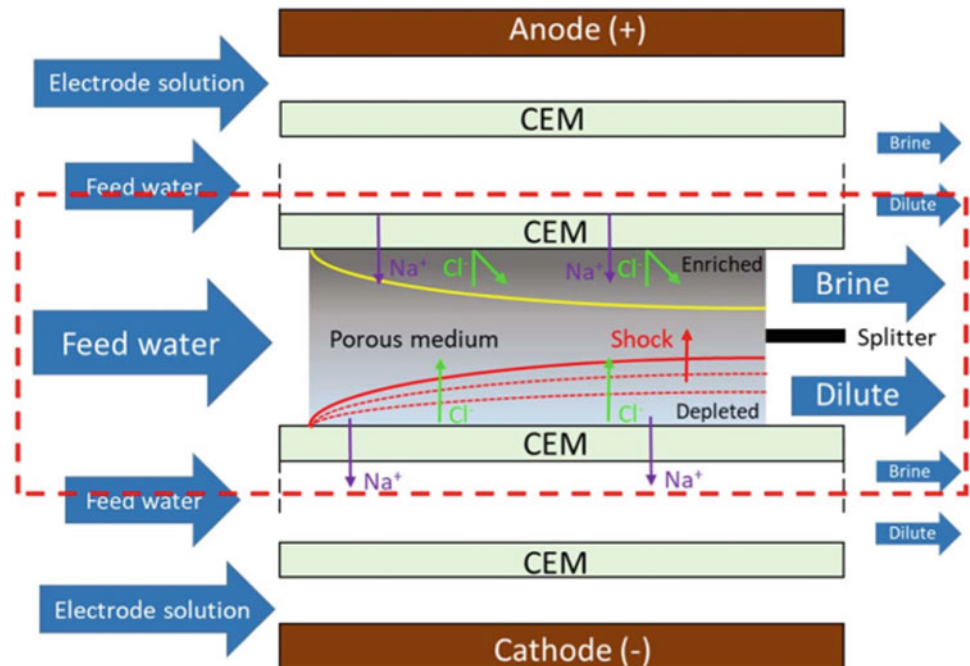 Anode (+)
Electrode solution
CEM
Brine
Feed water
Dilute
CEM
Na⁺ Cl⁻ Na⁺ Cl⁻ Enriched
Brine
Feed water
Porous medium
Shock
Splitter
Dilute
Cl⁻ Cl⁻ Depleted
CEM
Brine
Na⁺ Na⁺
Feed water
Dilute
CEM
Electrode solution
Cathode (-)